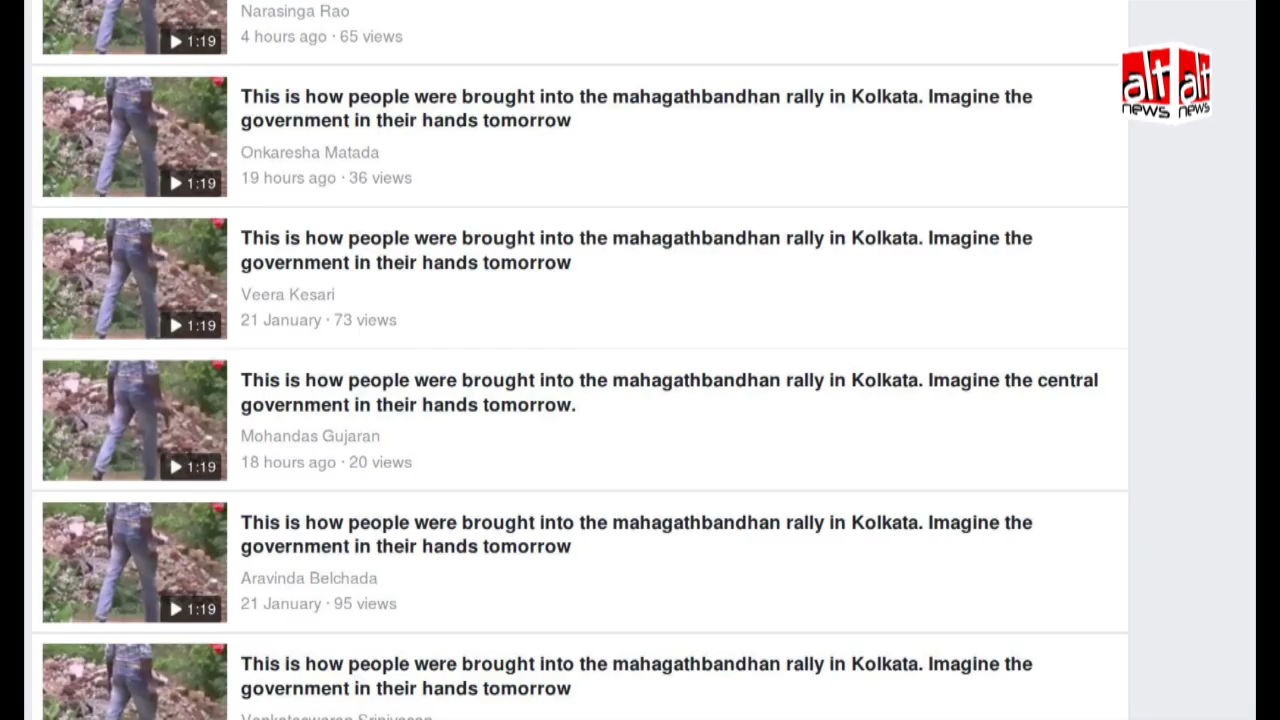 Narasinga Rao
4 hours ago · 65 views
1:19
This is how people were brought into the mahagathbandhan rally in Kolkata. Imagine the
government in their hands tomorrow
Onkaresha Matada
19 hours ago · 36 views
1:19
This is how people were brought into the mahagathbandhan rally in Kolkata. Imagine the
government in their hands tomorrow
Veera Kesari
21 January · 73 views
1:19
This is how people were brought into the mahagathbandhan rally in Kolkata. Imagine the central
government in their hands tomorrow.
Mohandas Gujaran
18 hours ago · 20 views
1:19
This is how people were brought into the mahagathbandhan rally in Kolkata. Imagine the
government in their hands tomorrow
Aravinda Belchada
21 January · 95 views
1:19
This is how people were brought into the mahagathbandhan rally in Kolkata. Imagine the
government in their hands tomorrow
alt alt
news news